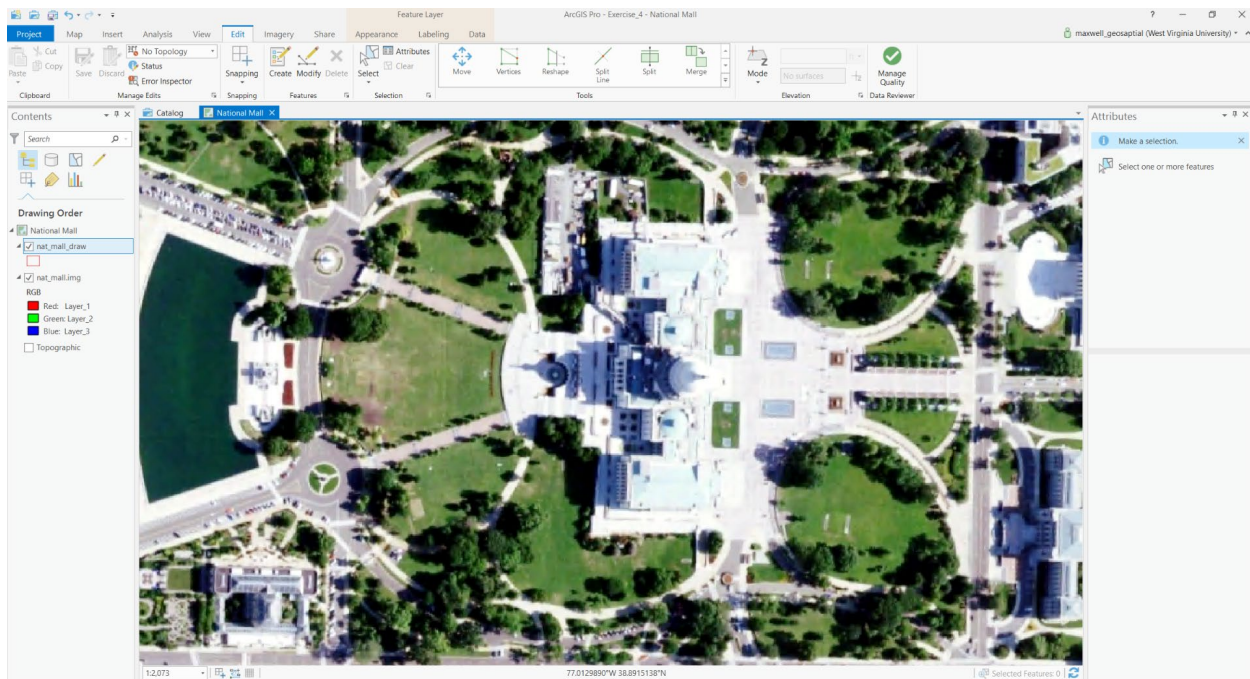 Feature Layer
ArcGIS Pro - Exercise_4 - National Mall
?
Project Map Insert Analysis View Edit Imagery Share Appearance Labeling Data
maxwell_geosaptial (West Virginia University)
Cut
Copy
Paste
Clipboard
Save Discard
No Topology
Status
Error Inspector
Manage Edits
Snapping
Snapping
Create Modify Delete
Features
Select
Attributes
Clear
Selection
Move Vertices Reshape Split Line Split Merge
Tools
Mode
No surfaces
Elevation
Manage Quality
Data Reviewer
Contents
Search
Drawing Order
National Mall
nat_mall_draw
nat_mall.img
RGB
Red: Layer_1
Green: Layer_2
Blue: Layer_3
Topographic
Catalog National Mall
1:2,073
77.0129890°W 38.8915138°N
Selected Features: 0
Attributes
Make a selection.
Select one or more features